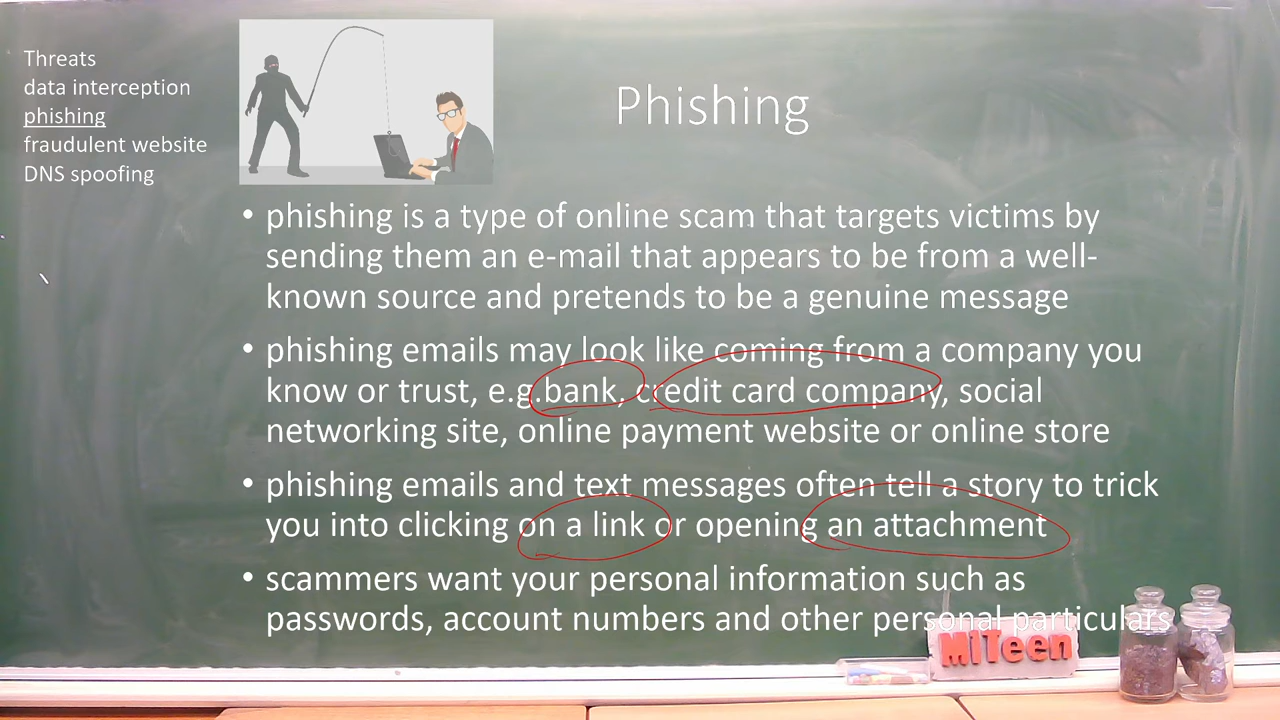 Threats
data interception
phishing
fraudulent website
DNS spoofing
Phishing
• phishing is a type of online scam that targets victims by
sending them an e-mail that appears to be from a well-
known source and pretends to be a genuine message
• phishing emails may look like coming from a company you
know or trust, e.g.bank, credit card company, social
networking site, online payment website or online store
• phishing emails and text messages often tell a story to trick
you into clicking on a link or opening an attachment
• scammers want your personal information such as
passwords, account numbers and other personal particulars
MiTeen